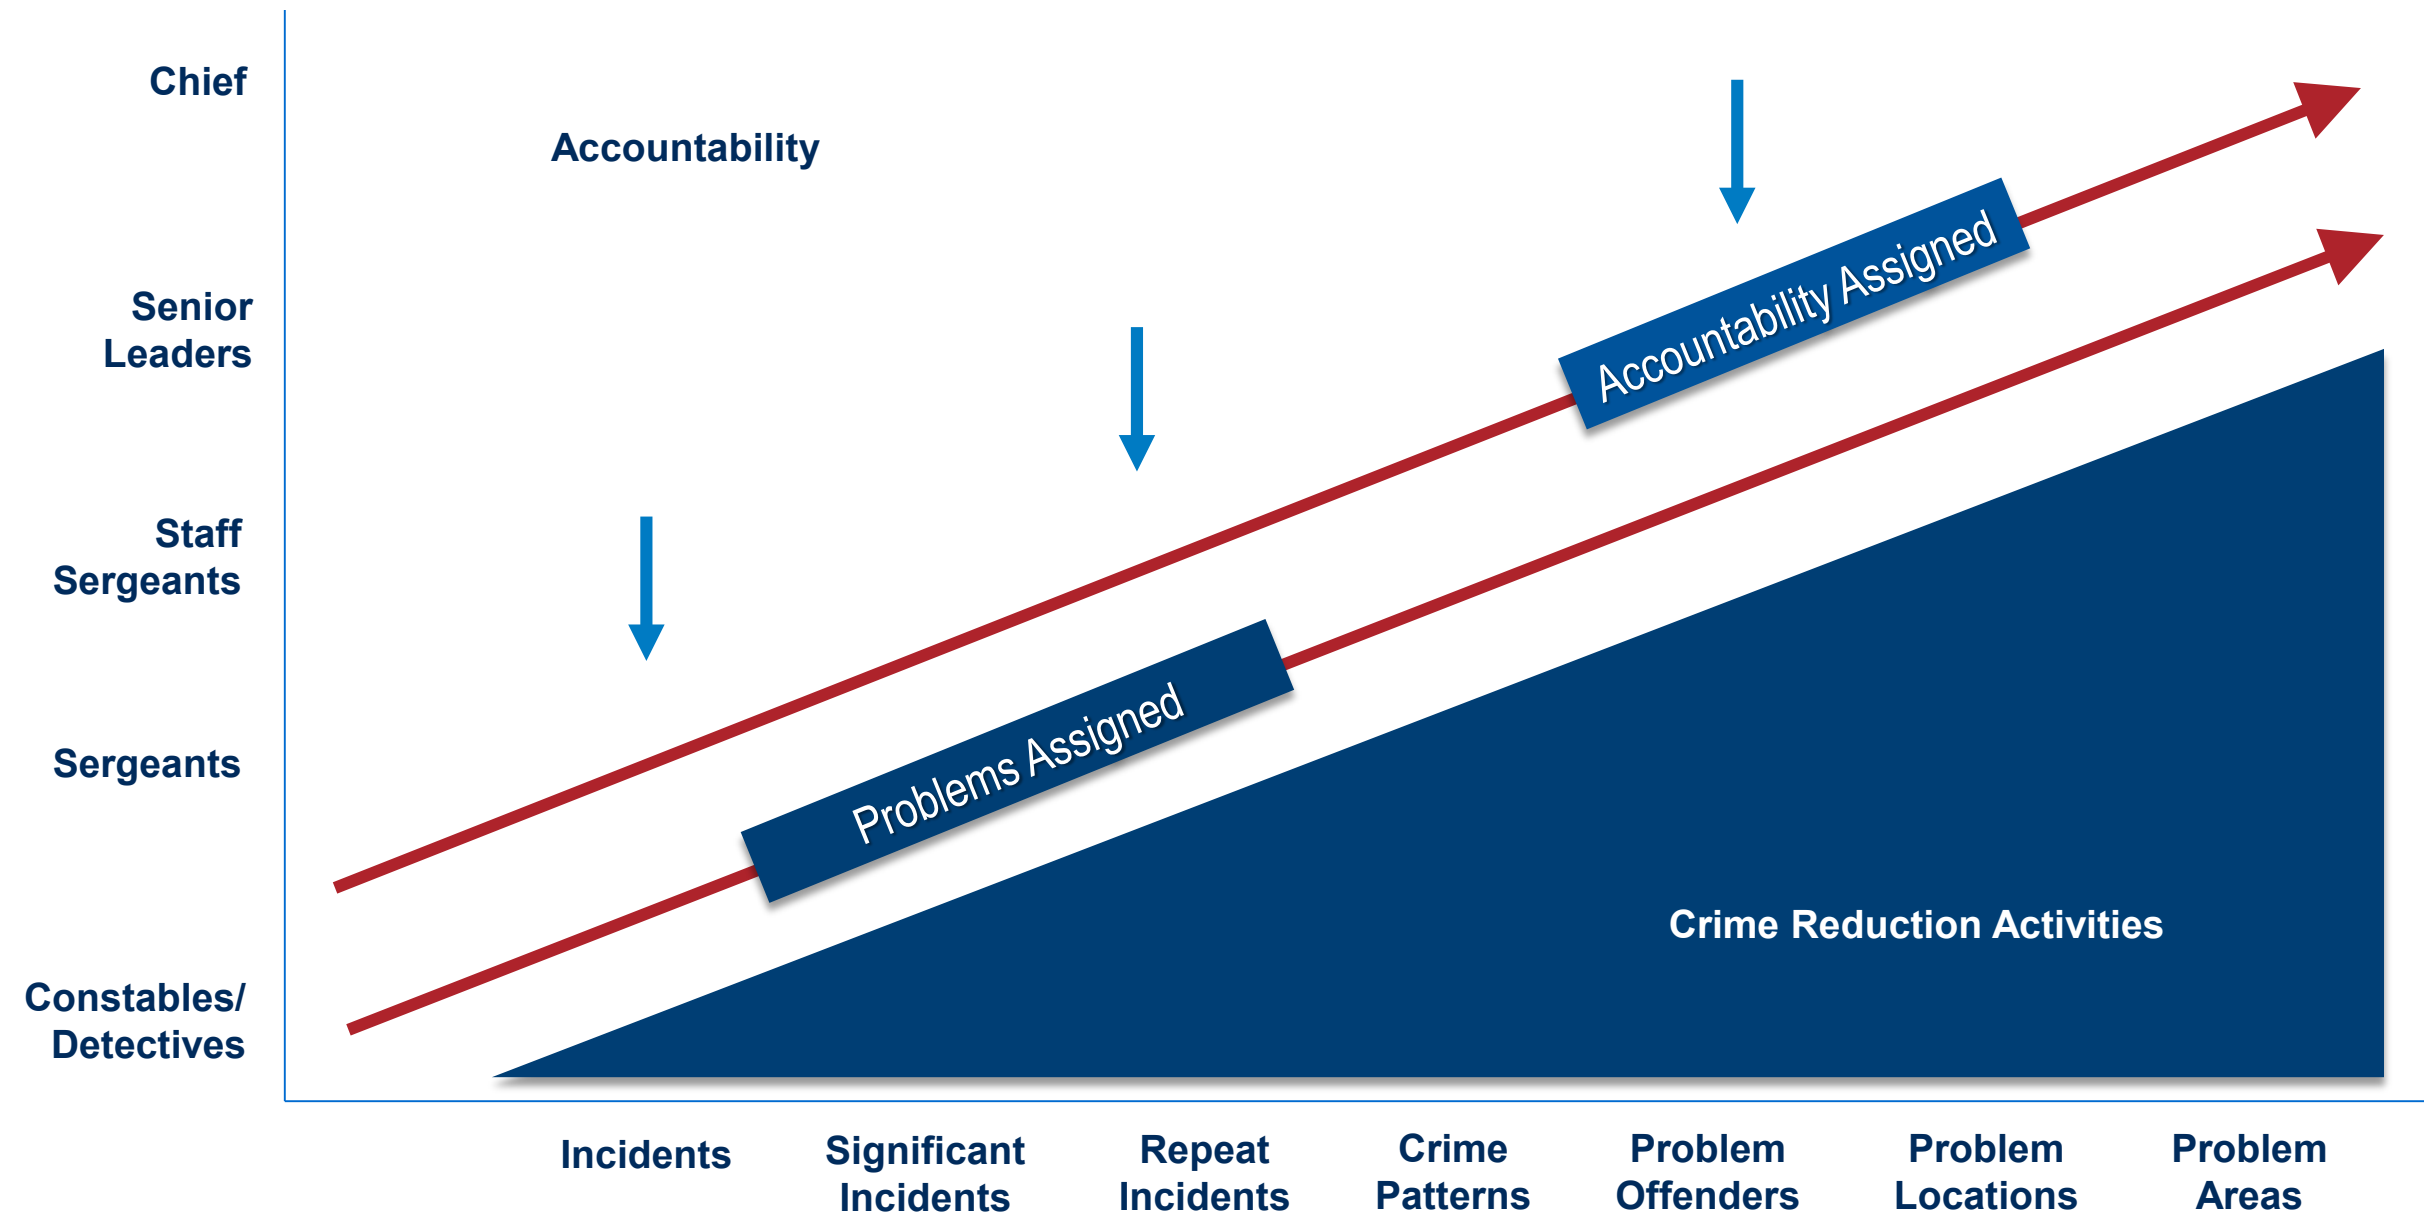 Chief
Accountability
Senior
Leaders
Accountability Assigned
Staff
Sergeants
Problems Assigned
Sergeants
Crime Reduction Activities
Constables/
Detectives
Incidents
Significant
Incidents
Repeat
Incidents
Crime
Patterns
Problem
Offenders
Problem
Locations
Problem
Areas